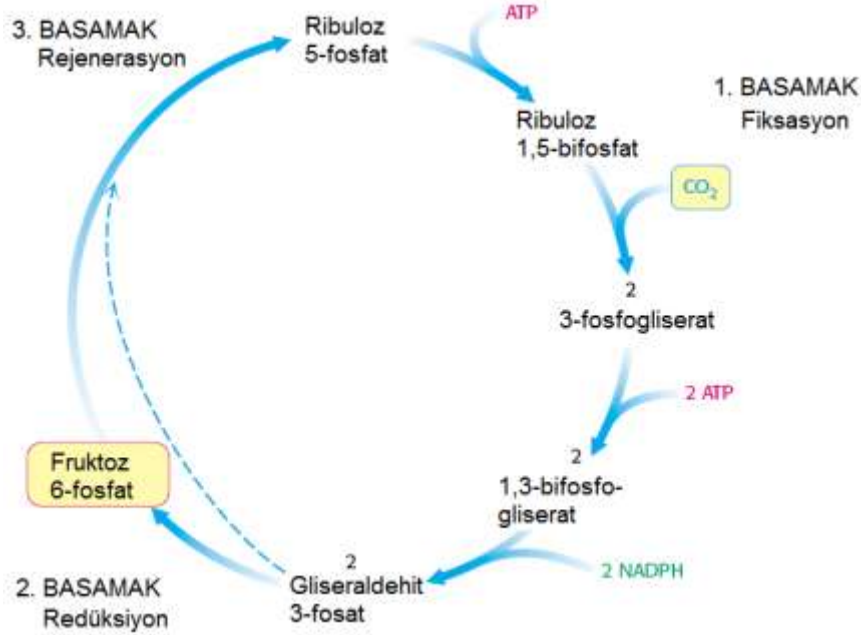 3. BASAMAK
Rejenerasyon
Ribuloz
5-fosfat
ATP
1. BASAMAK
Fiksasyon
Ribuloz
1,5-bifosfat
CO₂
2
3-fosfogliserat
2 ATP
2
1,3-bifosfo-
gliserat
2 NADPH
2
Gliseraldehit
3-fosat
Fruktoz
6-fosfat
2. BASAMAK
Redüksiyon